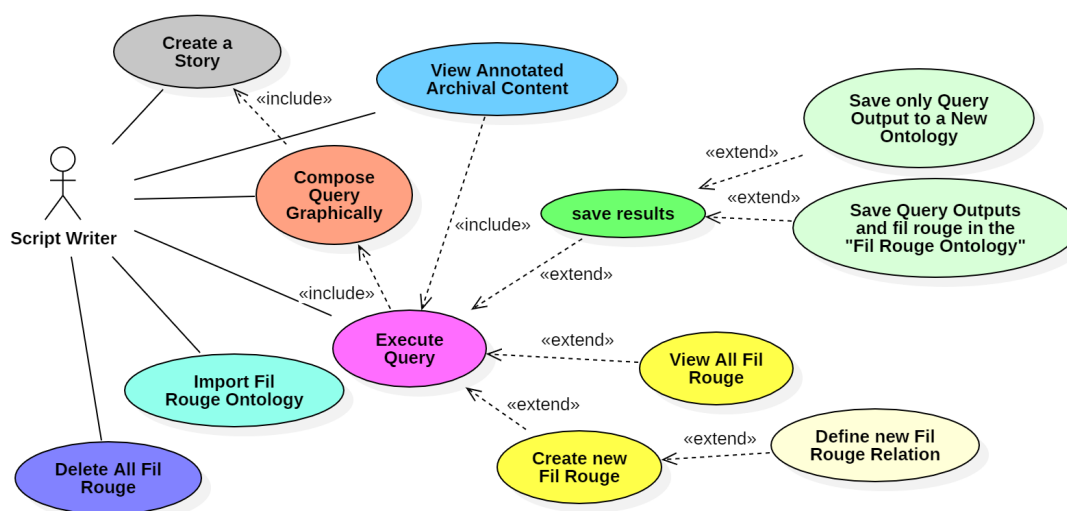 Create a
Story
View Annotated
Archival Content
«include»
Save only Query
Output to a New
Ontology
«extend»
Compose
Query
Graphically
«extend»
save results
Save Query Outputs
and fil rouge in the
"Fil Rouge Ontology"
«include»
Script Writer
«extend»
«include»
Execute
Query
«extend»
View All Fil
Rouge
Import Fil
Rouge Ontology
«extend»
Define new Fil
Rouge Relation
«extend»
Create new
Fil Rouge
Delete All Fil
Rouge